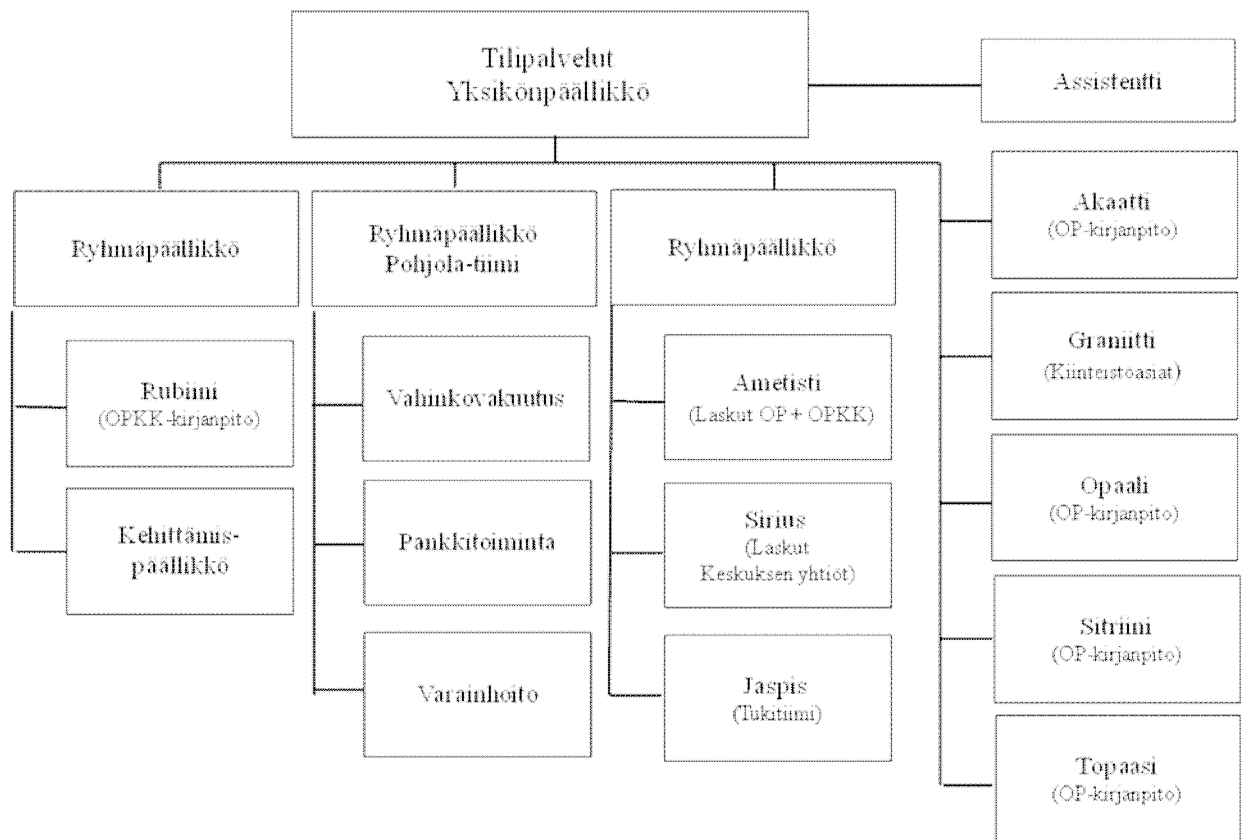 Tilipalvelut
Yksikönpäällikkö
Assistentti
Ryhmäpäällikkö
Rubiini
(OPKK-kirjanpito)
Kehittämis-
päällikkö
Ryhmäpäällikkö
Pohjola-tiimi
Vahinkovakuutus
Pankkitoiminta
Varainhoito
Ryhmäpäällikkö
Ametisti
(Laskut OP + OPKK)
Sirius
(Laskut
Keskuksen yhtiöt)
Jaspis
(Tukitiimi)
Akaatti
(OP-kirjanpito)
Graniitti
(Kiinteistöasiat)
Opaali
(OP-kirjanpito)
Sitriini
(OP-kirjanpito)
Topaasi
(OP-kirjanpito)